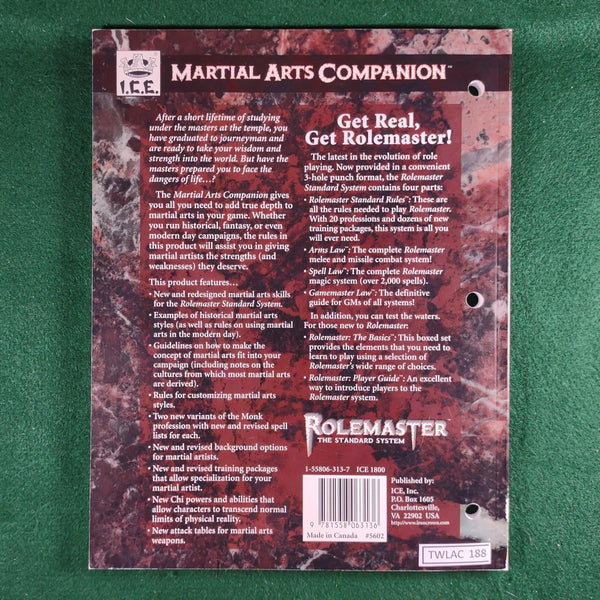 I.C.E.
MARTIAL ARTS COMPANION™
After a short lifetime of studying
under the masters at the temple, you
have graduated to journeyman and
are ready to take your wisdom and
strength into the world. But have the
masters prepared you to face the
dangers of life...?
The Martial Arts Companion gives
you all you need to add true depth to
martial arts in your game. Whether
you run historical, fantasy, or even
modern day campaigns, the rules in
this product will assist you in giving
martial artists the strengths (and
weaknesses) they deserve.
This product features...
• New and redesigned martial arts skills
for the Rolemaster Standard System.
• Examples of historical martial arts
styles (as well as rules on using martial
arts in the modern day).
• Guidelines on how to make the
concept of martial arts fit into your
campaign (including notes on the
cultures from which most martial arts
are derived).
• Rules for customizing martial arts
styles.
• Two new variants of the Monk
profession with new and revised spell
lists for each.
• New and revised background options
for martial artists.
• New and revised training packages
that allow specialization for your
martial artist.
• New Chi powers and abilities that
allow characters to transcend normal
limits of physical reality.
• New attack tables for martial arts
weapons.
Get Real,
Get Rolemaster!
The latest in the evolution of role
playing. Now provided in a convenient
3-hole punch format, the Rolemaster
Standard System contains four parts:
• Rolemaster Standard Rules™: These are
all the rules needed to play Rolemaster.
With 20 professions and dozens of new
training packages, this system is all you
will ever need.
• Arms Law™: The complete Rolemaster
melee and missile combat system!
• Spell Law™: The complete Rolemaster
magic system (over 2,000 spells).
• Gamemaster Law™: The definitive
guide for GMs of all systems!
In addition, you can test the waters.
For those new to Rolemaster:
• Rolemaster: The Basics™: This boxed set
provides the elements that you need to
learn to play using a selection of
Rolemaster's wide range of choices.
• Rolemaster: Player Guide™: An excellent
way to introduce players to the
Rolemaster system.
ROLEMASTER™
THE STANDARD SYSTEM
1-55806-313-7 ICE 1800
9 781558 063136
Made in Canada #5602
Published by:
ICE, Inc.
P.O. Box 1605
Charlottesville,
VA 22902 USA
http://www.ironcrown.com
TWLAC 188